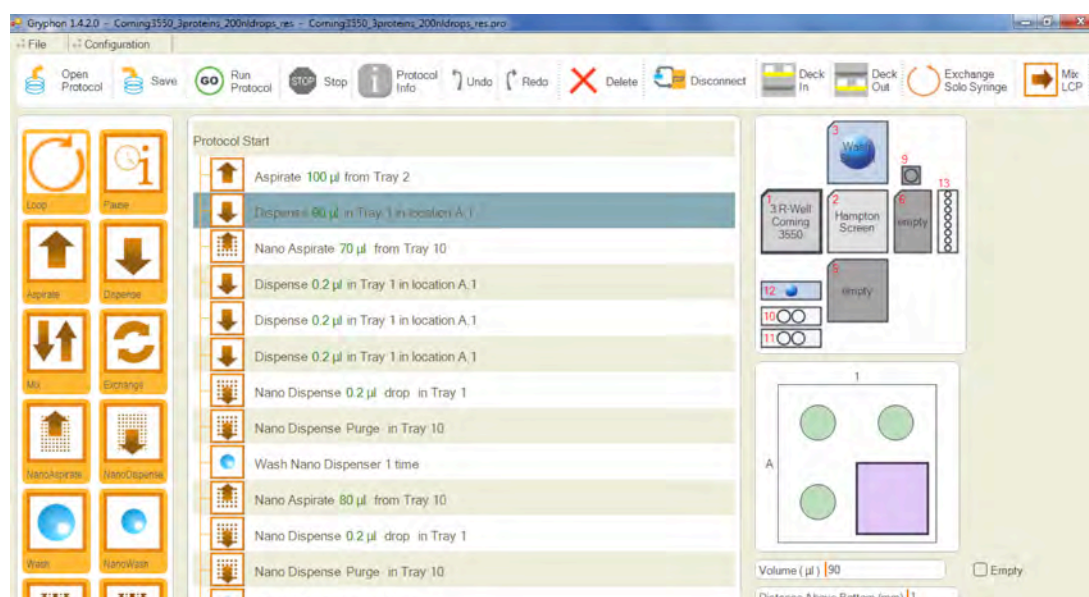 Gryphon 1.4.2.0 - Corning3550_3proteins_200nldrops_res - Corning3550_3proteins_200nldrops_res.pro
File Configuration
Open Protocol Save GO Run Protocol STOP Stop Protocol Info Undo Redo Delete Disconnect Deck In Deck Out Exchange Solo Syringe Mix LCP
Loop Pause
Aspirate Dispense
Mix Exchange
NanoAspirate NanoDispense
Wash NanoWash
Protocol Start
Aspirate 100 µl from Tray 2
Dispense 90 µl in Tray 1 in location A,1
Nano Aspirate 70 µl from Tray 10
Dispense 0.2 µl in Tray 1 in location A,1
Dispense 0.2 µl in Tray 1 in location A,1
Dispense 0.2 µl in Tray 1 in location A,1
Nano Dispense 0.2 µl drop in Tray 1
Nano Dispense Purge in Tray 10
Wash Nano Dispenser 1 time
Nano Aspirate 80 µl from Tray 10
Nano Dispense 0.2 µl drop in Tray 1
Nano Dispense Purge in Tray 10
3
Wash
9
13
1
3 R-Well
Corning
3550
2
Hampton
Screen
6
empty
5
empty
12
10
11
1
A
Volume ( µl ) 90
Empty
Distance Above Bottom (mm) 1